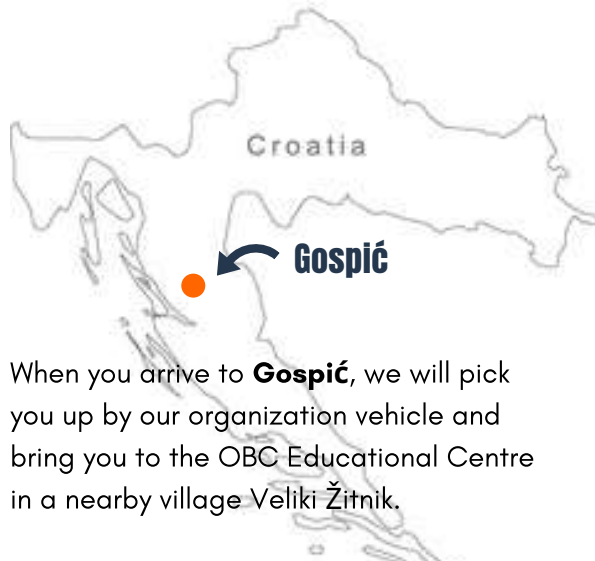 Croatia
Gospić
When you arrive to Gospić, we will pick
you up by our organization vehicle and
bring you to the OBC Educational Centre
in a nearby village Veliki Žitnik.